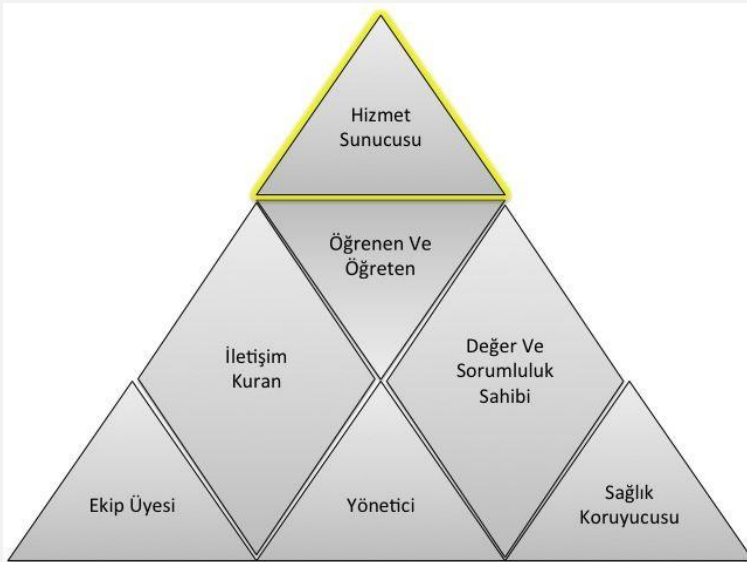 Hizmet
Sunucusu
Öğrenen Ve
Öğreten
İletişim
Kuran
Değer Ve
Sorumluluk
Sahibi
Ekip Üyesi
Yönetici
Sağlık
Koruyucusu